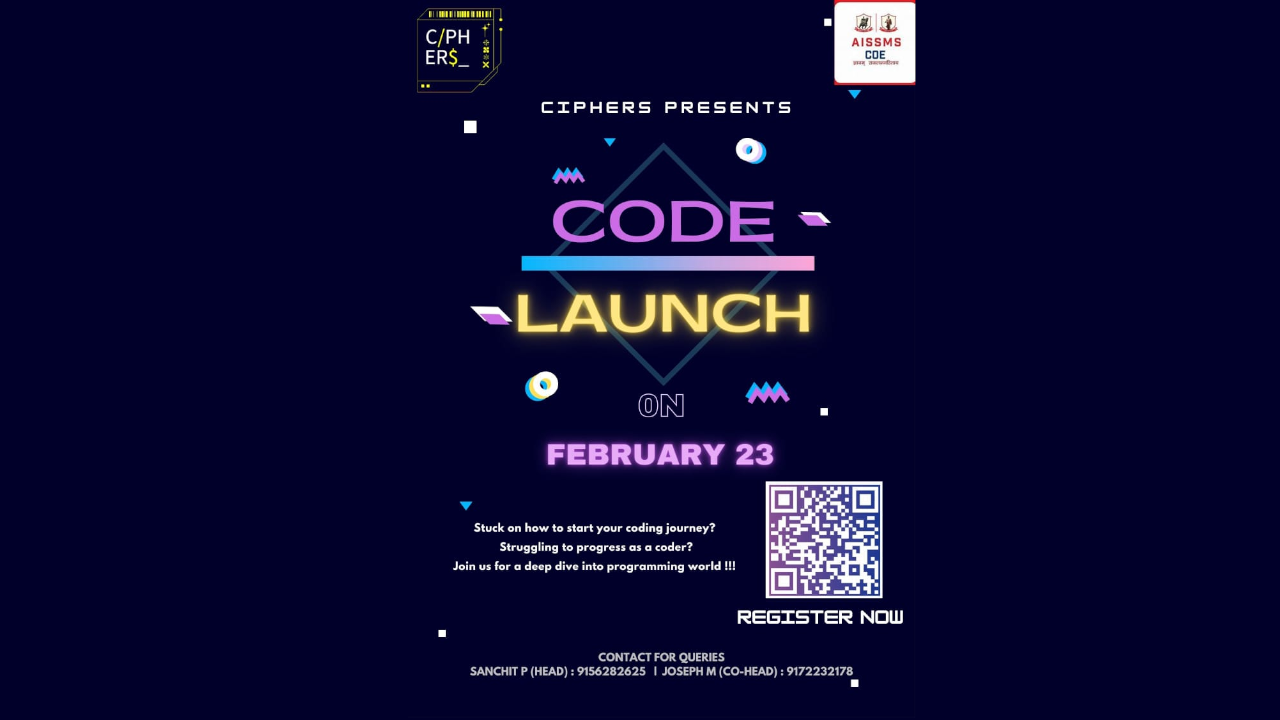 C/PH
ER$_
AISSMS
COE
CIPHERS PRESENTS
CODE
LAUNCH
ON
FEBRUARY 23
Stuck on how to start your coding journey?
Struggling to progress as a coder?
Join us for a deep dive into programming world !!!
REGISTER NOW
CONTACT FOR QUERIES
SANCHIT P (HEAD) : 9156282625 | JOSEPH M (CO-HEAD) : 9172232178